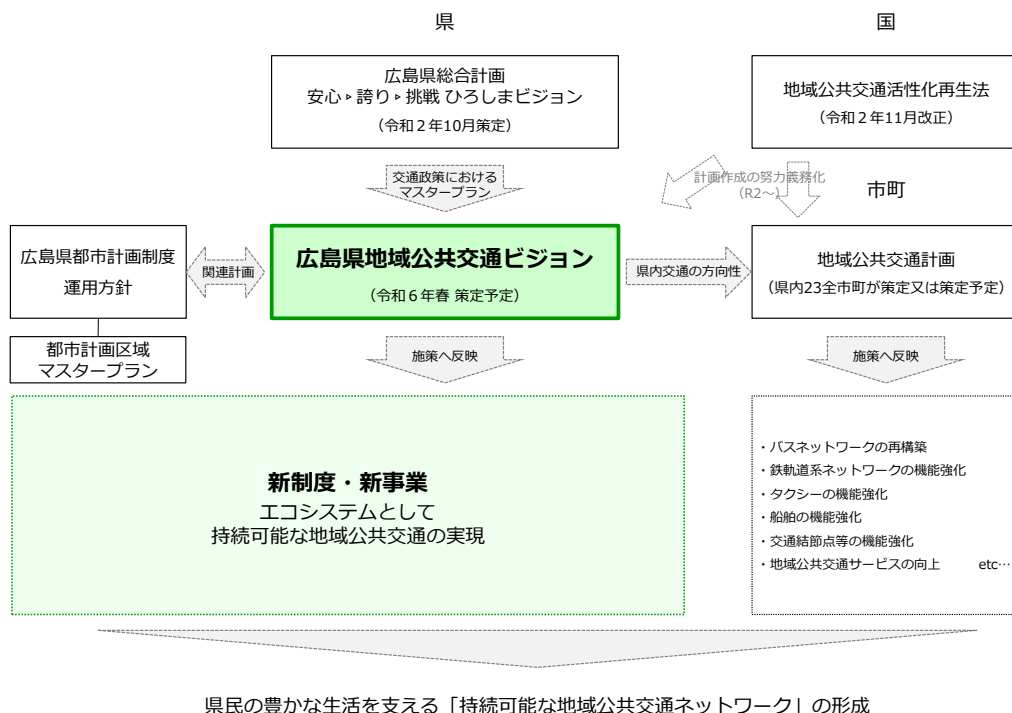 県
国
広島県総合計画
安心▹誇り▹挑戦 ひろしまビジョン
（令和２年10月策定）
地域公共交通活性化再生法
（令和２年11月改正）
交通政策における
マスタープラン
計画作成の努力義務化
（R2～）
市町
広島県都市計画制度
運用方針
関連計画
広島県地域公共交通ビジョン
（令和６年春 策定予定）
県内交通の方向性
地域公共交通計画
（県内23全市町が策定又は策定予定）
都市計画区域
マスタープラン
施策へ反映
施策へ反映
新制度・新事業
エコシステムとして
持続可能な地域公共交通の実現
・バスネットワークの再構築
・鉄軌道系ネットワークの機能強化
・タクシーの機能強化
・船舶の機能強化
・交通結節点等の機能強化
・地域公共交通サービスの向上　　etc…
県民の豊かな生活を支える「持続可能な地域公共交通ネットワーク」の形成